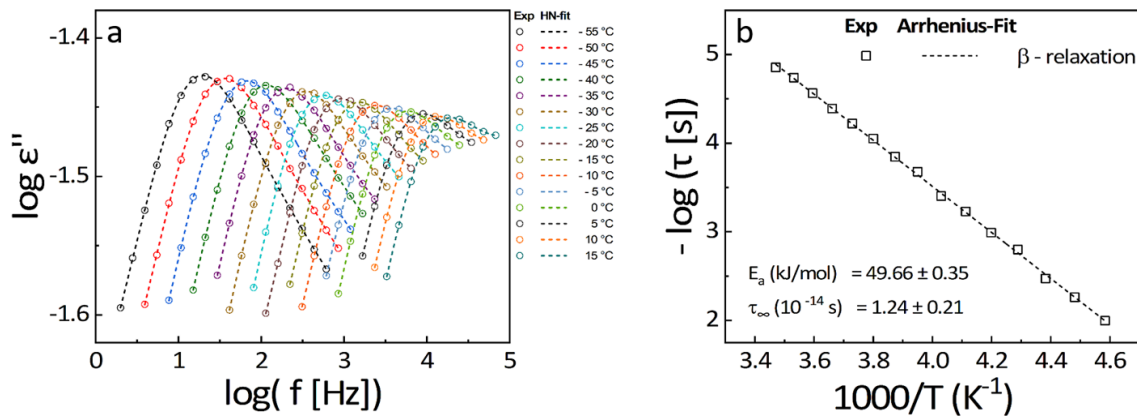 a
-1.4
-1.5
-1.6
log ε"
0 1 2 3 4 5
log( f [Hz])
Exp HN-fit
- 55 °C
- 50 °C
- 45 °C
- 40 °C
- 35 °C
- 30 °C
- 25 °C
- 20 °C
- 15 °C
- 10 °C
- 5 °C
0 °C
5 °C
10 °C
15 °C
b
Exp Arrhenius-Fit
β - relaxation
5
4
3
2
- log (τ [s])
Eₐ (kJ/mol) = 49.66 ± 0.35
τ∞ (10⁻¹⁴ s) = 1.24 ± 0.21
3.4 3.6 3.8 4.0 4.2 4.4 4.6
1000/T (K⁻¹)